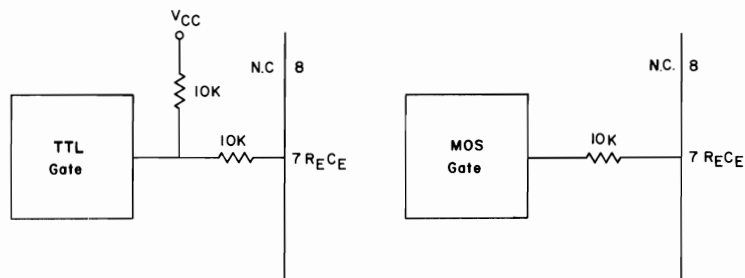 VCC
10K
N.C 8
TTL
Gate
10K
7 RECE
N.C. 8
MOS
Gate
10K
7 RECE